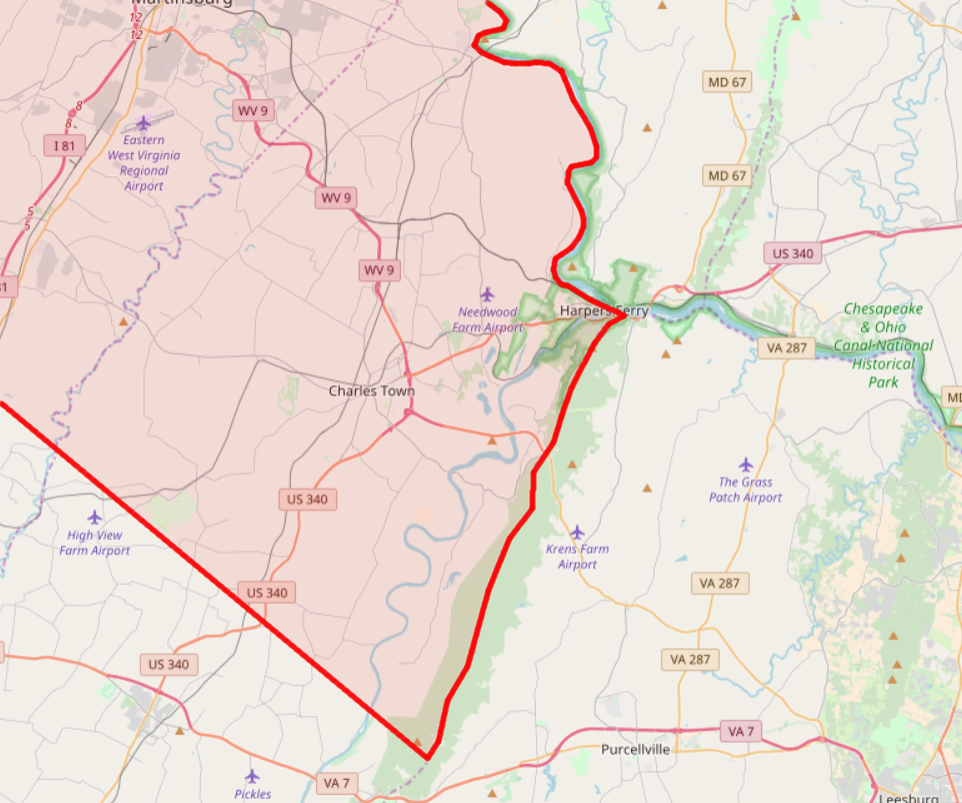 Martinsburg
12
12
MD 67
WV 9
8
8
I 81
Eastern
West Virginia
Regional
Airport
MD 67
WV 9
5
5
US 340
WV 9
81
Needwood
Farm Airport
Harpers Ferry
Chesapeake
& Ohio
Canal National
Historical
Park
VA 287
Charles Town
MD
US 340
The Grass
Patch Airport
High View
Farm Airport
Krens Farm
Airport
US 340
VA 287
US 340
VA 287
VA 7
Purcellville
VA 7
Pickles
Leesburg